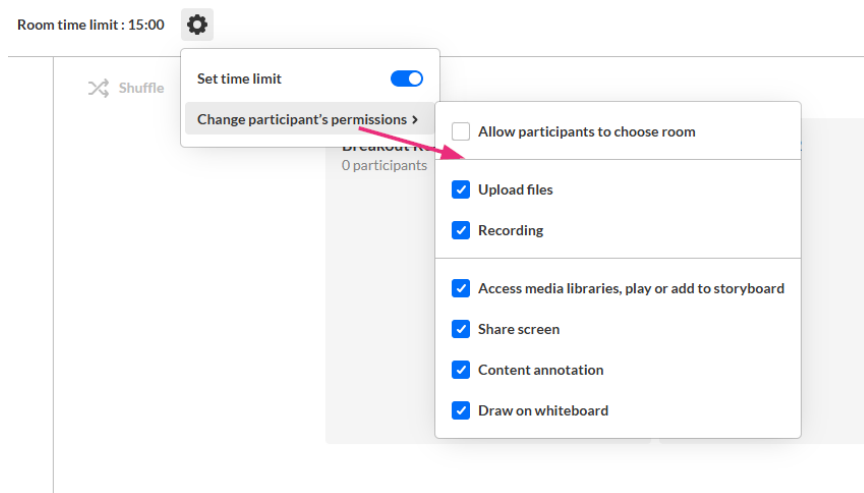 Room time limit : 15:00
Set time limit
Shuffle
Change participant's permissions >
Allow participants to choose room
Breakout
0 participants
Upload files
Recording
Access media libraries, play or add to storyboard
Share screen
Content annotation
Draw on whiteboard